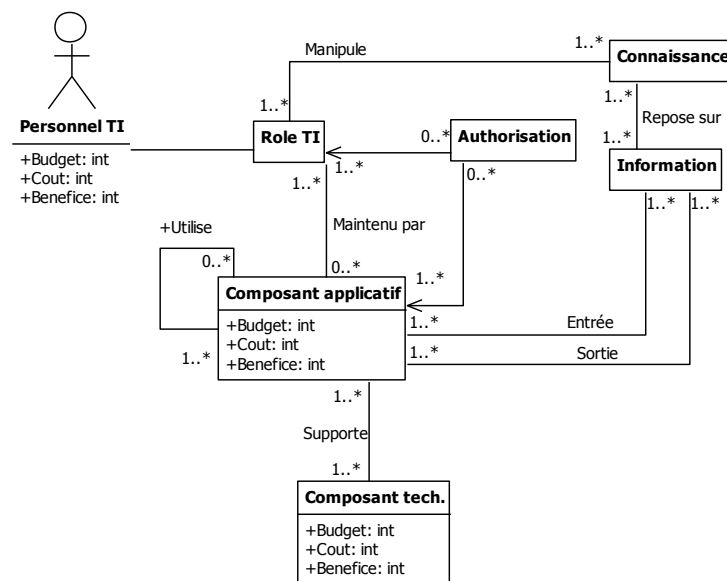 Manipule
1..*
Connaissance
1..*
1..*
Repose sur
1..*
Personnel TI
+Budget: int
+Cout: int
+Benefice: int
Role TI
0..*
Authorisation
1..*
0..*
1..*
Information
1..*
1..*
+Utilise
Maintenu par
0..*
0..*
1..*
Composant applicatif
+Budget: int
+Cout: int
+Benefice: int
1..*
1..*
Entrée
1..*
Sortie
1..*
Supporte
1..*
Composant tech.
+Budget: int
+Cout: int
+Benefice: int